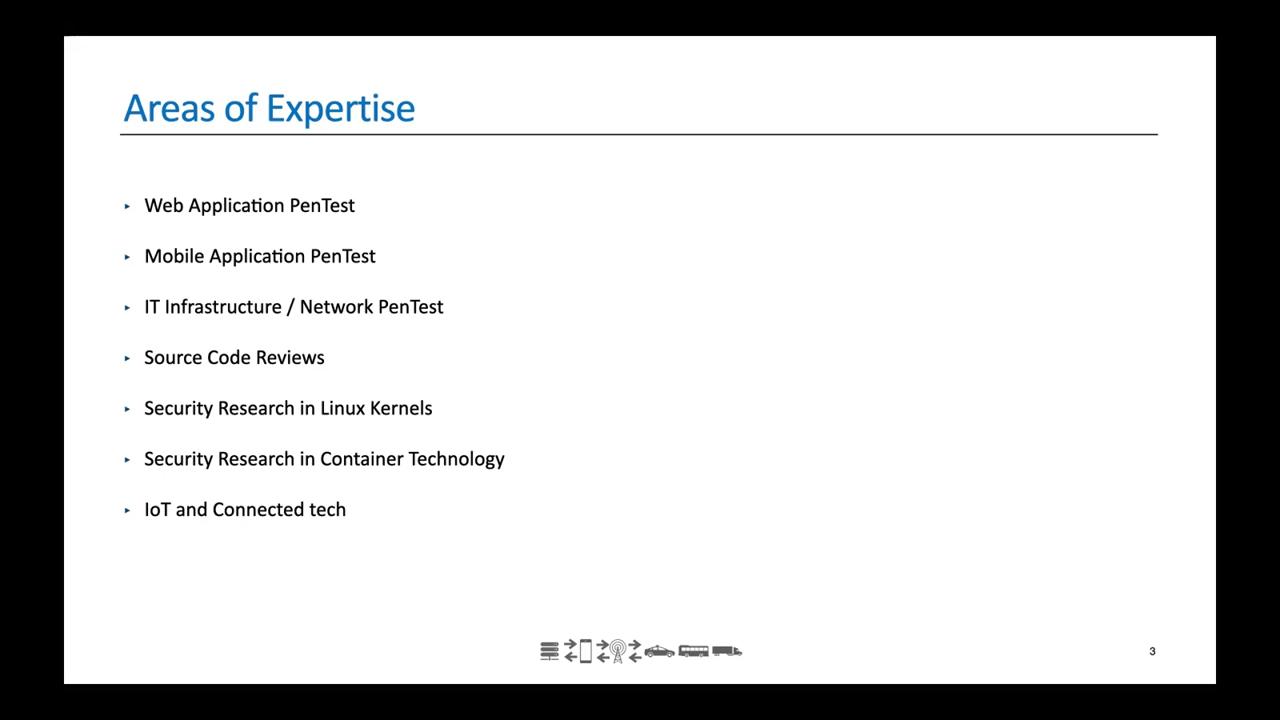 Areas of Expertise
Web Application PenTest
Mobile Application PenTest
IT Infrastructure / Network PenTest
Source Code Reviews
Security Research in Linux Kernels
Security Research in Container Technology
IoT and Connected tech
3